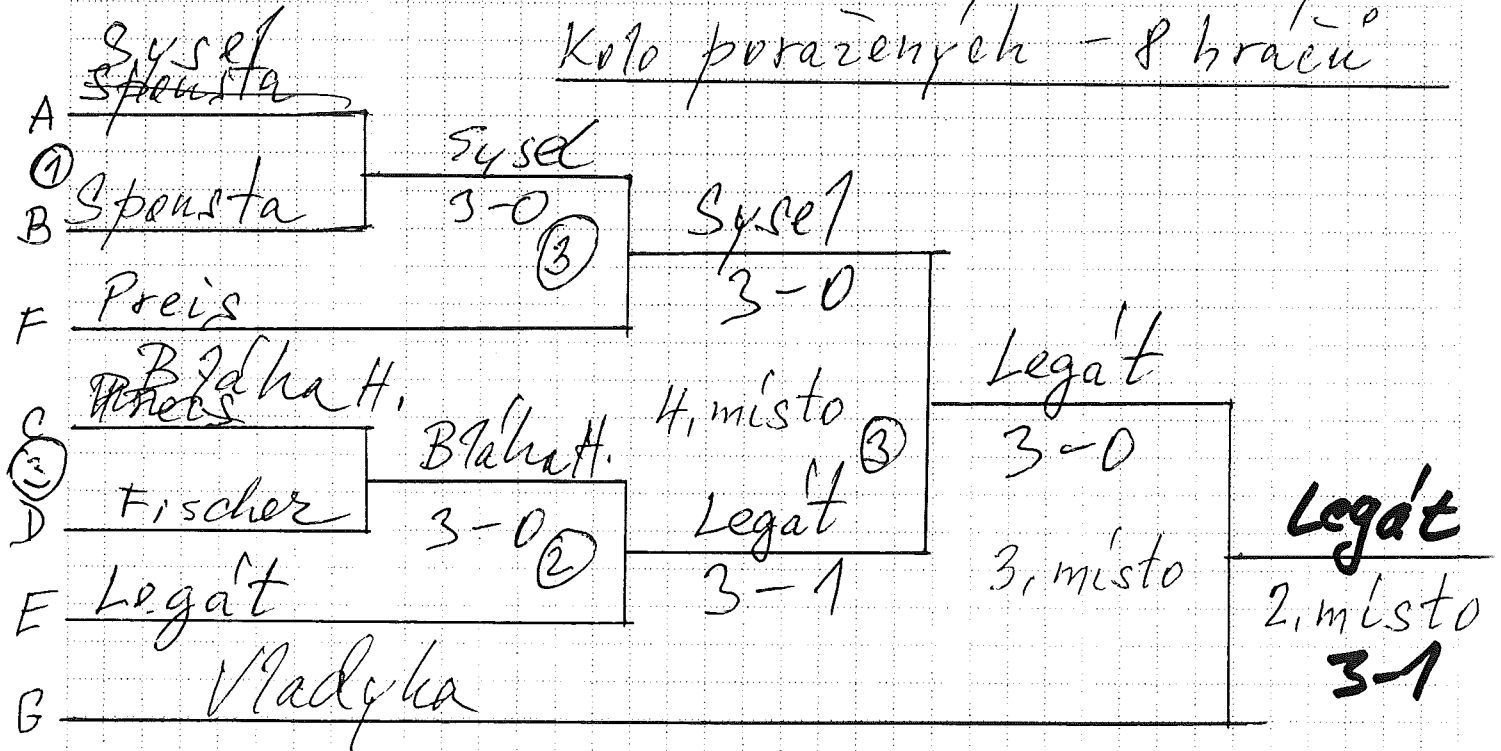 Kolo poražených - 8 hráčů
Sysel
Spousta
A
Sysel
①
3-0
Spousta
B
③
Sysel
3-0
Preis
F
Bláha H.
Preis
C
Legát
3-0
4. místo
③
Bláha H.
3-0
②
Fischer
D
Legát
3-1
3. místo
Legát
2. místo
3-1
Legát
E
Vladyka
G